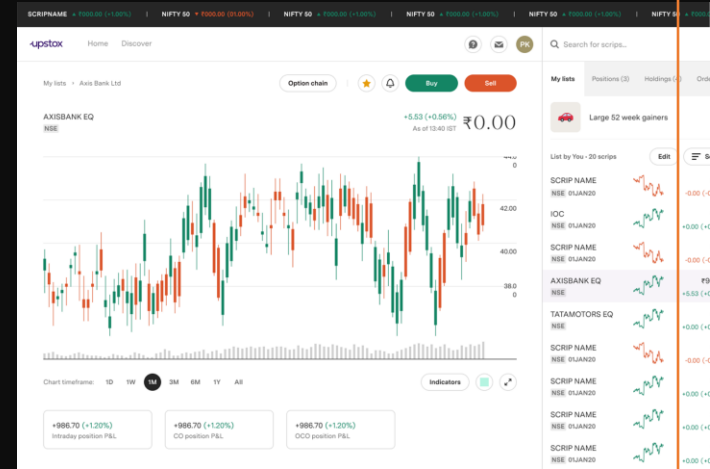 SCRIPNAME ▲ ₹000.00 (+1.00%) | NIFTY 50 ▼ ₹000.00 (01.00%) | NIFTY 50 ▲ ₹000.00 (+1.00%) | NIFTY 50 ▲ ₹000.00 (+1.00%) | NIFTY 50 ▲ ₹000.00 (+1.00%) | NIFTY 50
upstox Home Discover PK Search for scrips..
My lists > Axis Bank Ltd Option chain Buy Sell
My lists Positions (3) Holdings
AXISBANK EQ
NSE
+5.53 (+0.56%) ₹0.00
As of 13:40 IST
Large 52 week gainers
List by You - 20 scrips Edit
44.0
0
42.00
40.00
38.0
0
SCRIP NAME
NSE 01JAN20 -0.00
IOC
NSE 01JAN20 +0.00
SCRIP NAME
NSE 01JAN20 -0.00
AXISBANK EQ
NSE +5.53
TATAMOTORS EQ
NSE +0.00
SCRIP NAME
NSE 01JAN20 -0.00
SCRIP NAME
NSE 01JAN20 +0.00
SCRIP NAME
NSE 01JAN20 +0.00
SCRIP NAME
NSE 01JAN20 +0.00
Chart timeframe: 1D 1W 1M 3M 6M 1Y All Indicators
+986.70 (+1.20%)
Intraday position P&L
+986.70 (+1.20%)
CO position P&L
+986.70 (+1.20%)
OCO position P&L